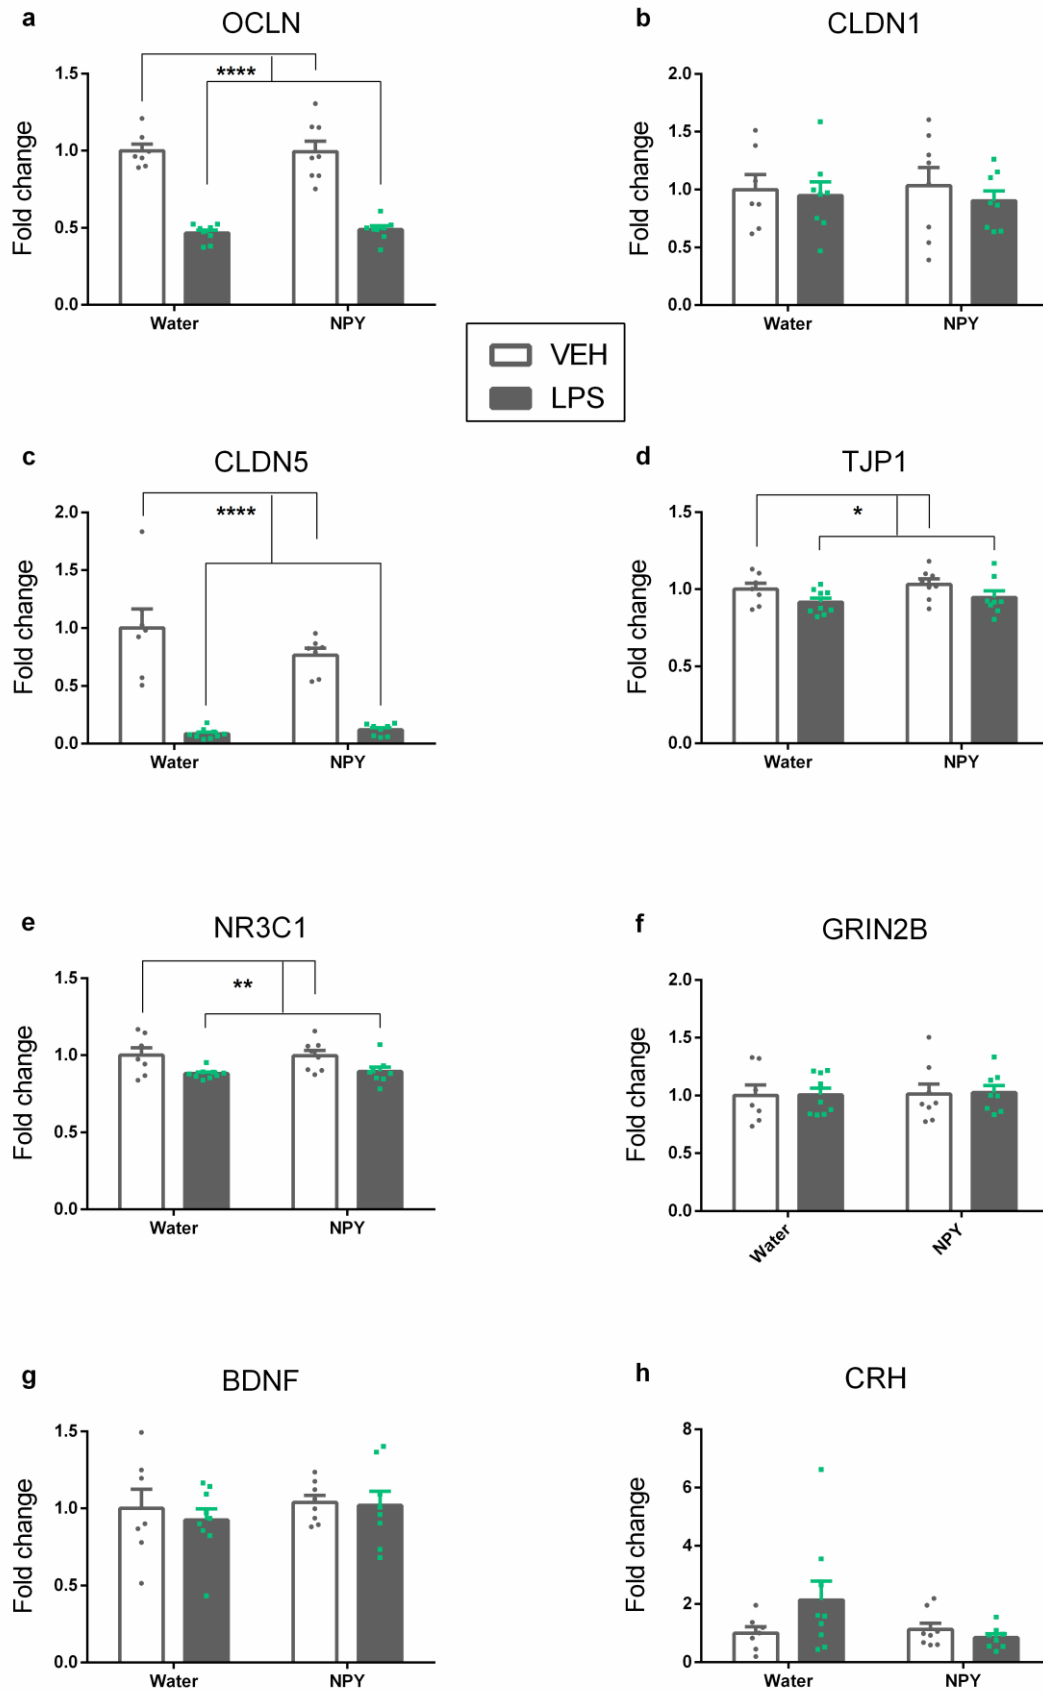 a OCLN
Fold change
1.5
1.0
0.5
0.0
****
Water NPY
b CLDN1
Fold change
2.0
1.5
1.0
0.5
0.0
Water NPY
VEH
LPS
c CLDN5
Fold change
2.0
1.5
1.0
0.5
0.0
****
Water NPY
d TJP1
Fold change
1.5
1.0
0.5
0.0
*
Water NPY
e NR3C1
Fold change
1.5
1.0
0.5
0.0
**
Water NPY
f GRIN2B
Fold change
2.0
1.5
1.0
0.5
0.0
Water NPY
g BDNF
Fold change
1.5
1.0
0.5
0.0
Water NPY
h CRH
Fold change
8
6
4
2
0
Water NPY